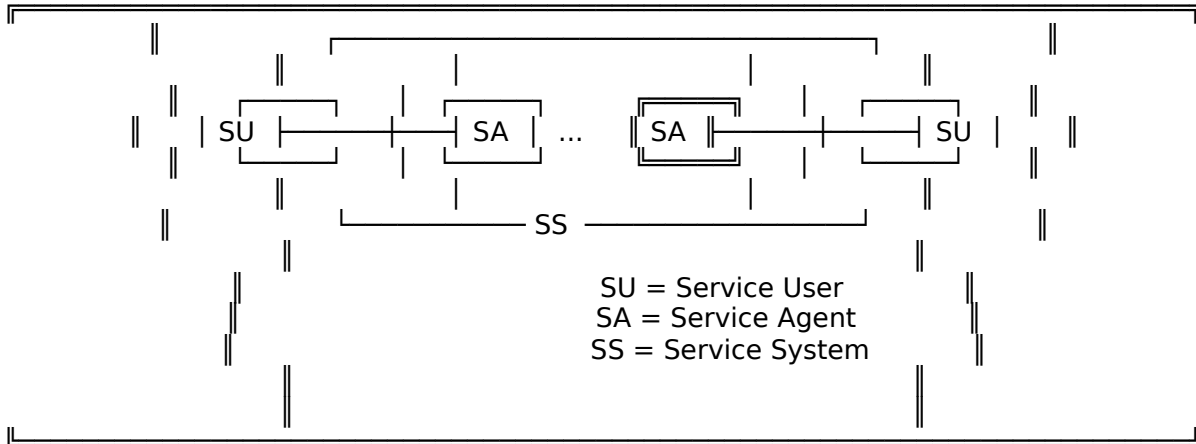 SU SA ... SA SU
SS
SU = Service User
SA = Service Agent
SS = Service System